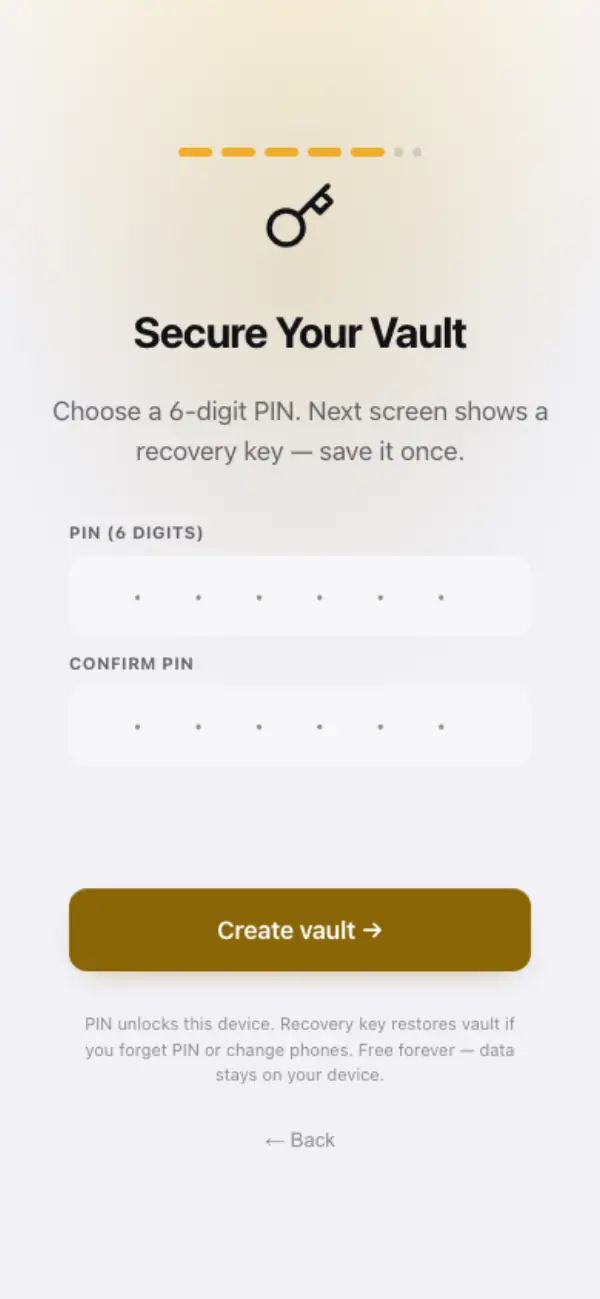 Secure Your Vault
Choose a 6-digit PIN. Next screen shows a
recovery key — save it once.
PIN (6 DIGITS)
CONFIRM PIN
Create vault →
PIN unlocks this device. Recovery key restores vault if
you forget PIN or change phones. Free forever — data
stays on your device.
← Back